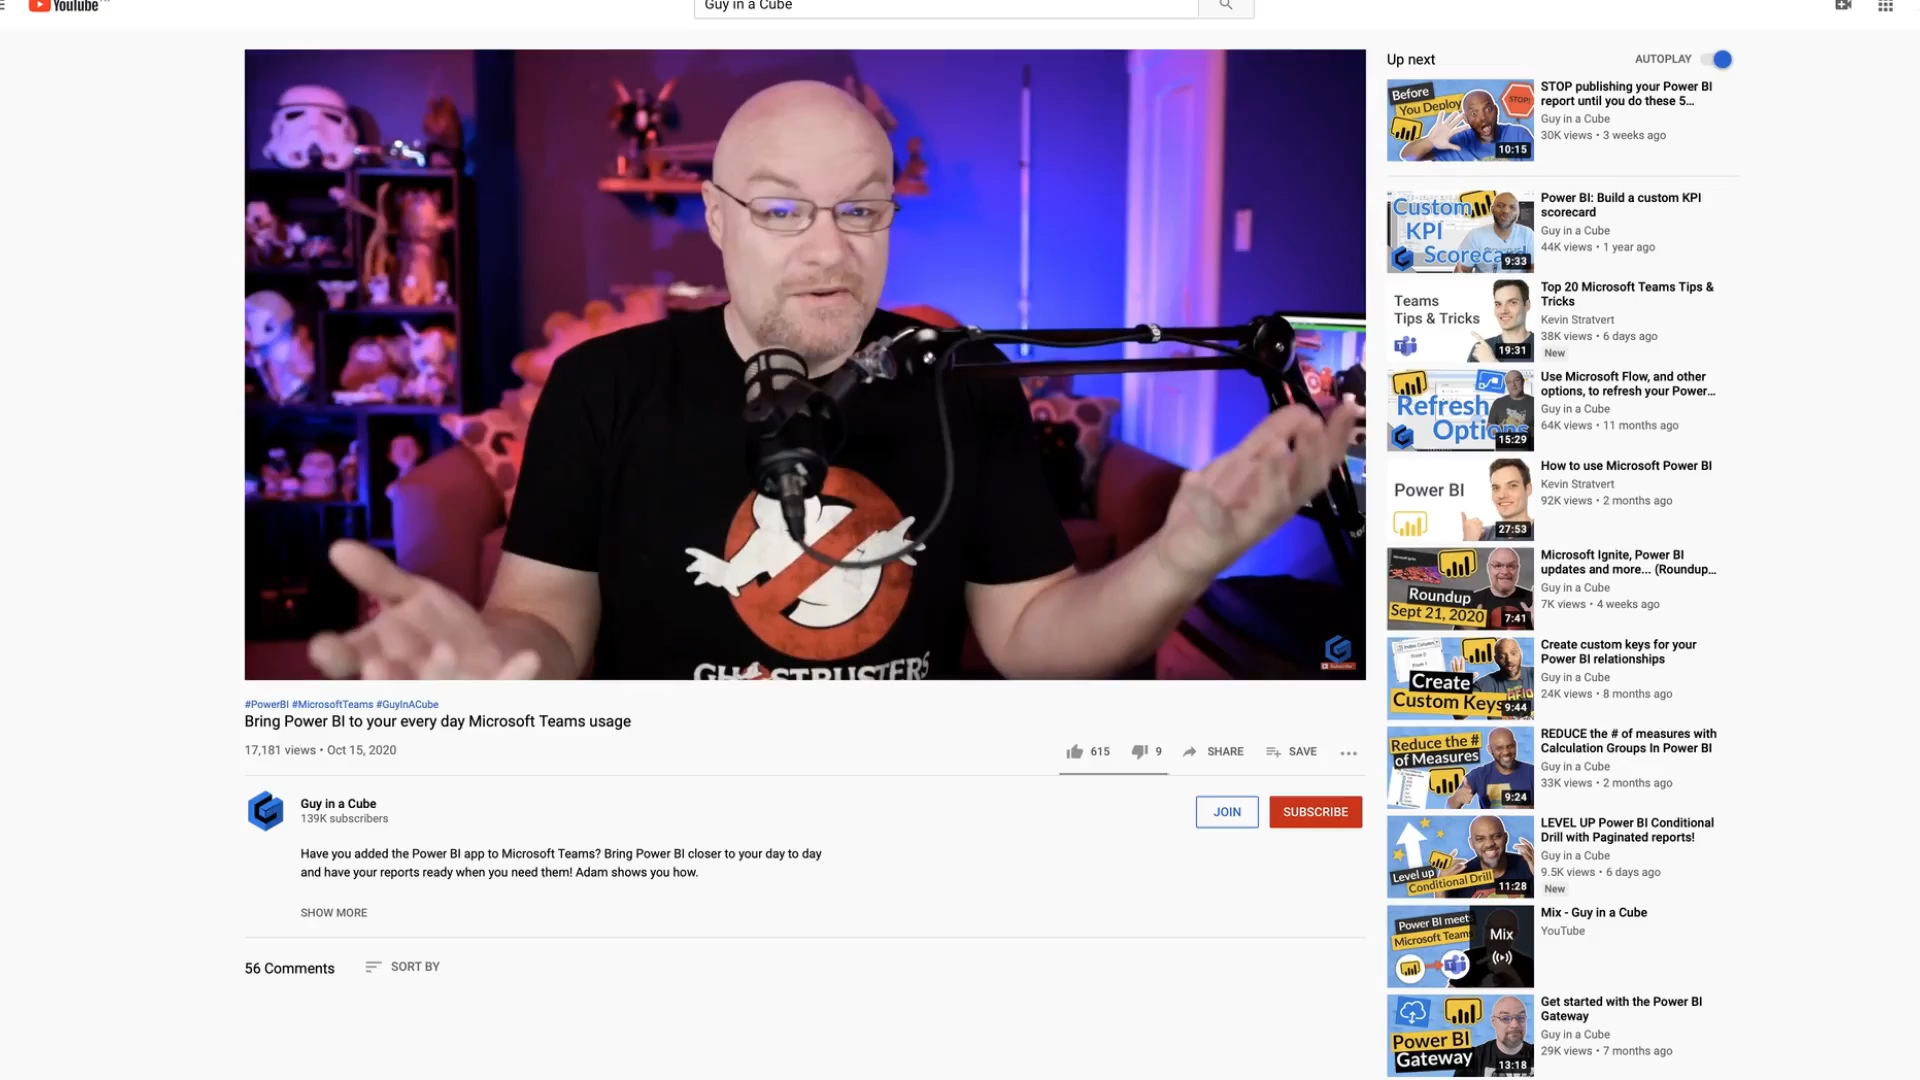 YouTube
Guy in a Cube
GHOSTBUSTERS
Subscribe
#PowerBI #MicrosoftTeams #GuyInACube
Bring Power BI to your every day Microsoft Teams usage
17,181 views • Oct 15, 2020
615
9
SHARE
SAVE
Guy in a Cube
139K subscribers
JOIN
SUBSCRIBE
Have you added the Power BI app to Microsoft Teams? Bring Power BI closer to your day to day
and have your reports ready when you need them! Adam shows you how.
SHOW MORE
56 Comments
SORT BY
Up next
AUTOPLAY
Before
You Deploy
STOP!
10:15
STOP publishing your Power BI
report until you do these 5...
Guy in a Cube
30K views • 3 weeks ago
Custom
KPI
Scoreca
9:33
Power BI: Build a custom KPI
scorecard
Guy in a Cube
44K views • 1 year ago
Teams
Tips & Tricks
19:31
Top 20 Microsoft Teams Tips &
Tricks
Kevin Stratvert
38K views • 6 days ago
New
Refresh
Options
15:29
Use Microsoft Flow, and other
options, to refresh your Power...
Guy in a Cube
64K views • 11 months ago
Power BI
27:53
How to use Microsoft Power BI
Kevin Stratvert
92K views • 2 months ago
Roundup
Sept 21, 2020
7:41
Microsoft Ignite, Power BI
updates and more... (Roundup...
Guy in a Cube
7K views • 4 weeks ago
Create
Custom Keys
9:44
Create custom keys for your
Power BI relationships
Guy in a Cube
24K views • 8 months ago
Reduce the #
of Measures
9:24
REDUCE the # of measures with
Calculation Groups In Power BI
Guy in a Cube
33K views • 2 months ago
Level up
Conditional Drill
11:28
LEVEL UP Power BI Conditional
Drill with Paginated reports!
Guy in a Cube
9.5K views • 6 days ago
New
Power BI meet
Microsoft Teams
Mix
Mix - Guy in a Cube
YouTube
Power BI
Gateway
13:18
Get started with the Power BI
Gateway
Guy in a Cube
29K views • 7 months ago